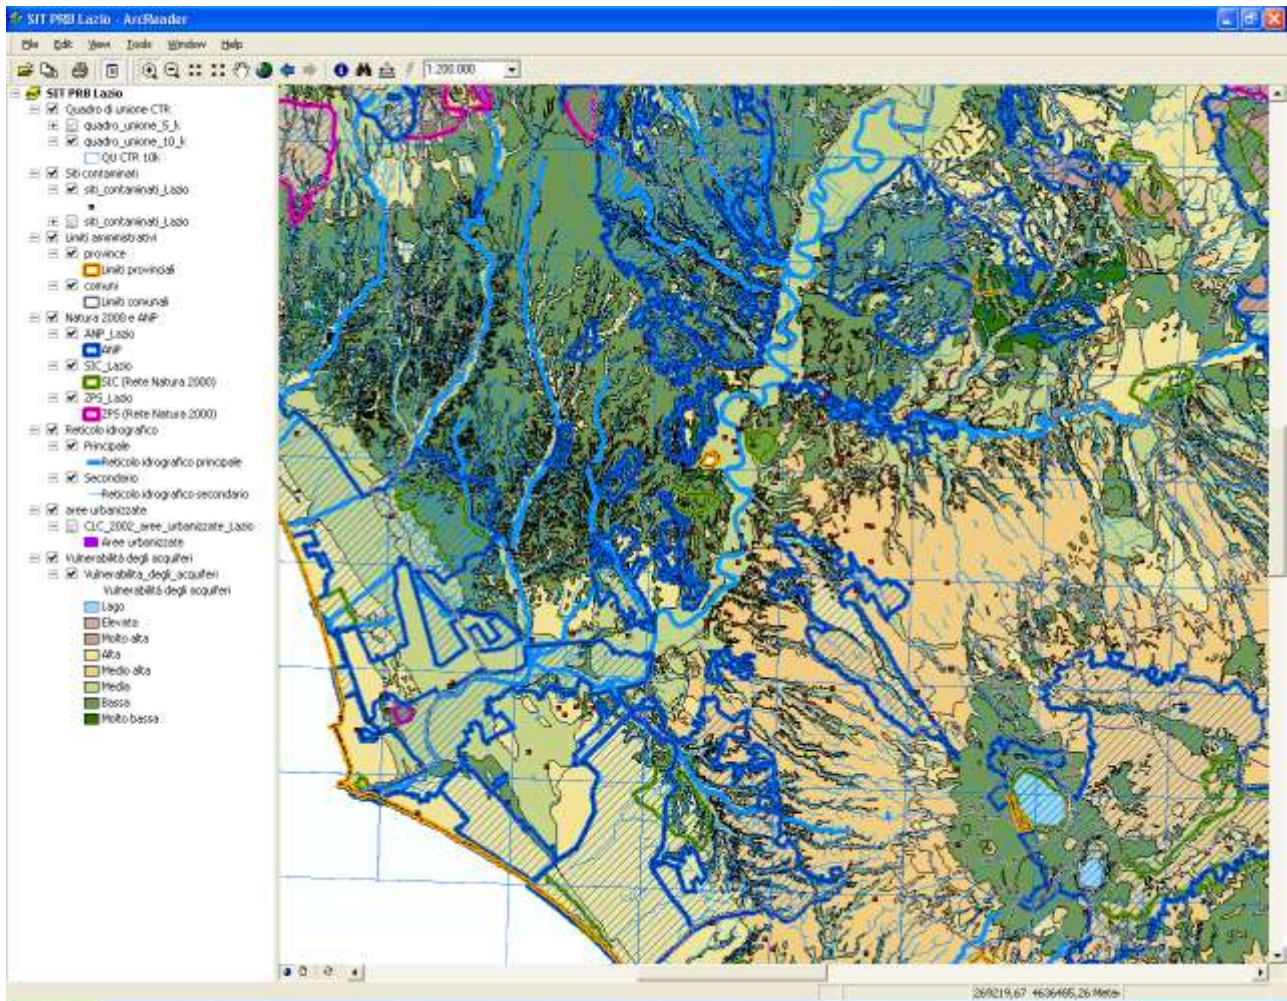 SIT PRB Lazio - ArcReader
File Edit View Tools Window Help
1:200.000
SIT PRB Lazio
Quadro di unione CTR
quadro_unione_5_k
quadro_unione_10_k
QU CTR 10k
Siti contaminati
siti_contaminati_Lazio
siti_contaminati_Lazio
Limiti amministrativi
province
Limiti provinciali
comuni
Limiti comunali
Natura 2000 e ANP
ANP_Lazio
ANP
SIC_Lazio
SIC (Rete Natura 2000)
ZPS_Lazio
ZPS (Rete Natura 2000)
Reticolo idrografico
Principale
Reticolo idrografico principale
Secondario
Reticolo idrografico secondario
aree urbanizzate
CLC_2002_aree_urbanizzate_Lazio
Aree urbanizzate
Vulnerabilità degli acquiferi
Vulnerabilità_degli_acquiferi
Vulnerabilità degli acquiferi
Lago
Elevata
Molto alta
Alta
Medio alta
Media
Bassa
Molto bassa
269219,67 4636485,26 Meters